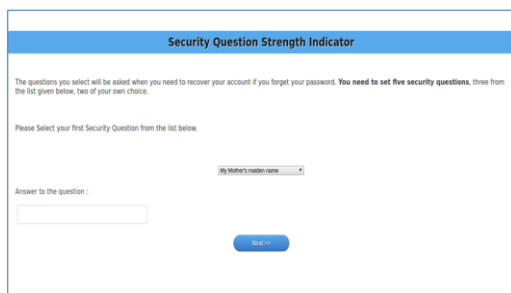 Security Question Strength Indicator
The questions you select will be asked when you need to recover your account if you forget your password. You need to set five security questions, three from
the list given below, two of your own choice.
Please Select your first Security Question from the list below.
My Mother's maiden name
Answer to the question :
Next >>